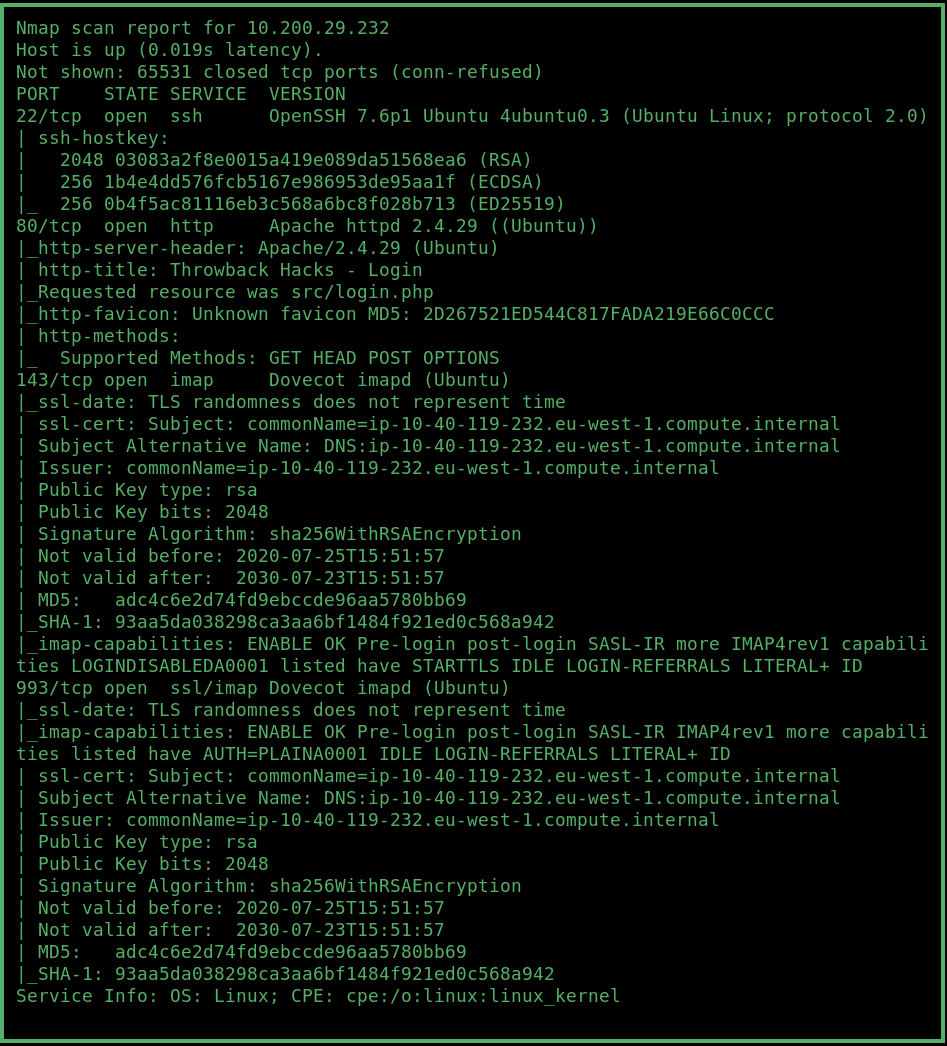 Nmap scan report for 10.200.29.232
Host is up (0.019s latency).
Not shown: 65531 closed tcp ports (conn-refused)
PORT    STATE SERVICE  VERSION
22/tcp  open  ssh      OpenSSH 7.6p1 Ubuntu 4ubuntu0.3 (Ubuntu Linux; protocol 2.0)
| ssh-hostkey:
|   2048 03083a2f8e0015a419e089da51568ea6 (RSA)
|   256 1b4e4dd576fcb5167e986953de95aa1f (ECDSA)
|_  256 0b4f5ac81116eb3c568a6bc8f028b713 (ED25519)
80/tcp  open  http     Apache httpd 2.4.29 ((Ubuntu))
|_http-server-header: Apache/2.4.29 (Ubuntu)
| http-title: Throwback Hacks - Login
|_Requested resource was src/login.php
|_http-favicon: Unknown favicon MD5: 2D267521ED544C817FADA219E66C0CCC
| http-methods:
|_  Supported Methods: GET HEAD POST OPTIONS
143/tcp open  imap     Dovecot imapd (Ubuntu)
|_ssl-date: TLS randomness does not represent time
| ssl-cert: Subject: commonName=ip-10-40-119-232.eu-west-1.compute.internal
| Subject Alternative Name: DNS:ip-10-40-119-232.eu-west-1.compute.internal
| Issuer: commonName=ip-10-40-119-232.eu-west-1.compute.internal
| Public Key type: rsa
| Public Key bits: 2048
| Signature Algorithm: sha256WithRSAEncryption
| Not valid before: 2020-07-25T15:51:57
| Not valid after:  2030-07-23T15:51:57
| MD5:   adc4c6e2d74fd9ebccde96aa5780bb69
|_SHA-1: 93aa5da038298ca3aa6bf1484f921ed0c568a942
|_imap-capabilities: ENABLE OK Pre-login post-login SASL-IR more IMAP4rev1 capabili
ties LOGINDISABLEDA0001 listed have STARTTLS IDLE LOGIN-REFERRALS LITERAL+ ID
993/tcp open  ssl/imap Dovecot imapd (Ubuntu)
|_ssl-date: TLS randomness does not represent time
|_imap-capabilities: ENABLE OK Pre-login post-login SASL-IR IMAP4rev1 more capabili
ties listed have AUTH=PLAINA0001 IDLE LOGIN-REFERRALS LITERAL+ ID
| ssl-cert: Subject: commonName=ip-10-40-119-232.eu-west-1.compute.internal
| Subject Alternative Name: DNS:ip-10-40-119-232.eu-west-1.compute.internal
| Issuer: commonName=ip-10-40-119-232.eu-west-1.compute.internal
| Public Key type: rsa
| Public Key bits: 2048
| Signature Algorithm: sha256WithRSAEncryption
| Not valid before: 2020-07-25T15:51:57
| Not valid after:  2030-07-23T15:51:57
| MD5:   adc4c6e2d74fd9ebccde96aa5780bb69
|_SHA-1: 93aa5da038298ca3aa6bf1484f921ed0c568a942
Service Info: OS: Linux; CPE: cpe:/o:linux:linux_kernel